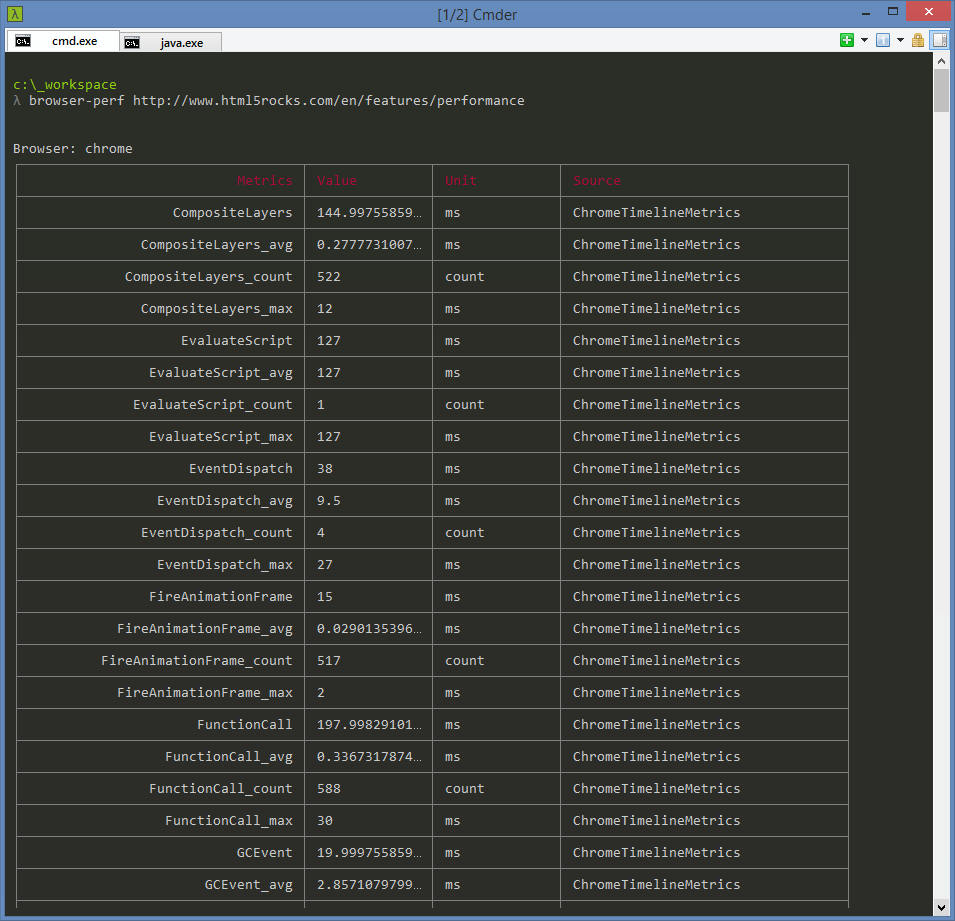 λ
[1/2] Cmder
cmd.exe
java.exe
c:\_workspace
λ browser-perf http://www.html5rocks.com/en/features/performance
Browser: chrome
Metrics Value Unit Source
CompositeLayers 144.99755859… ms ChromeTimelineMetrics
CompositeLayers_avg 0.2777731007… ms ChromeTimelineMetrics
CompositeLayers_count 522 count ChromeTimelineMetrics
CompositeLayers_max 12 ms ChromeTimelineMetrics
EvaluateScript 127 ms ChromeTimelineMetrics
EvaluateScript_avg 127 ms ChromeTimelineMetrics
EvaluateScript_count 1 count ChromeTimelineMetrics
EvaluateScript_max 127 ms ChromeTimelineMetrics
EventDispatch 38 ms ChromeTimelineMetrics
EventDispatch_avg 9.5 ms ChromeTimelineMetrics
EventDispatch_count 4 count ChromeTimelineMetrics
EventDispatch_max 27 ms ChromeTimelineMetrics
FireAnimationFrame 15 ms ChromeTimelineMetrics
FireAnimationFrame_avg 0.0290135396… ms ChromeTimelineMetrics
FireAnimationFrame_count 517 count ChromeTimelineMetrics
FireAnimationFrame_max 2 ms ChromeTimelineMetrics
FunctionCall 197.99829101… ms ChromeTimelineMetrics
FunctionCall_avg 0.3367317874… ms ChromeTimelineMetrics
FunctionCall_count 588 count ChromeTimelineMetrics
FunctionCall_max 30 ms ChromeTimelineMetrics
GCEvent 19.999755859… ms ChromeTimelineMetrics
GCEvent_avg 2.8571079799… ms ChromeTimelineMetrics